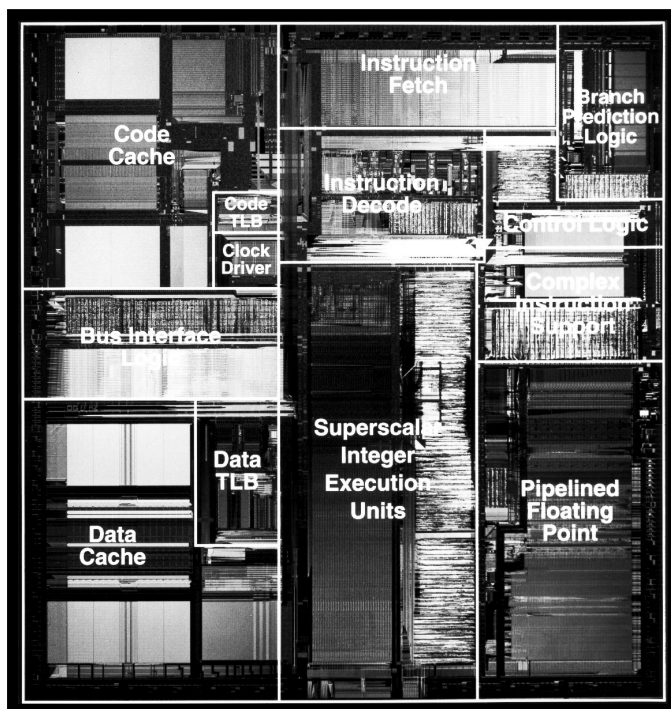 Instruction
Fetch
Branch
Prediction
Logic
Code
Cache
Instruction
Decode
Code
TLB
Control Logic
Clock
Driver
Complex
Instruction
Support
Bus Interface
Logic
Superscalar
Integer
Execution
Units
Data
TLB
Pipelined
Floating
Point
Data
Cache